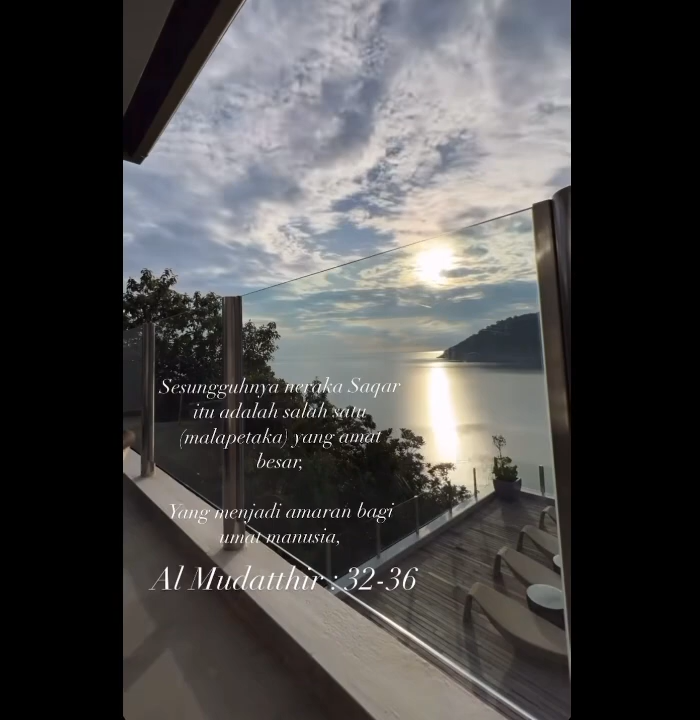 Sesungguhnya neraka Saqar
itu adalah salah satu
(malapetaka) yang amat
besar,
Yang menjadi amaran bagi
umat manusia,
Al Mudatthir : 32-36